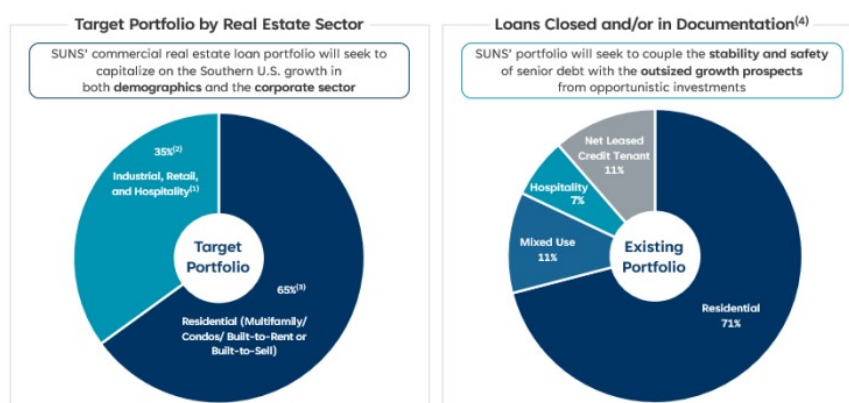 Target Portfolio by Real Estate Sector
SUNS' commercial real estate loan portfolio will seek to
capitalize on the Southern U.S. growth in
both demographics and the corporate sector
35%(2)
Industrial, Retail,
and Hospitality(1)
Target
Portfolio
65%(3)
Residential (Multifamily/
Condos/ Built-to-Rent or
Built-to-Sell)
Loans Closed and/or in Documentation(4)
SUNS' portfolio will seek to couple the stability and safety
of senior debt with the outsized growth prospects
from opportunistic investments
Net Leased
Credit Tenant
11%
Hospitality
7%
Mixed Use
11%
Existing
Portfolio
Residential
71%